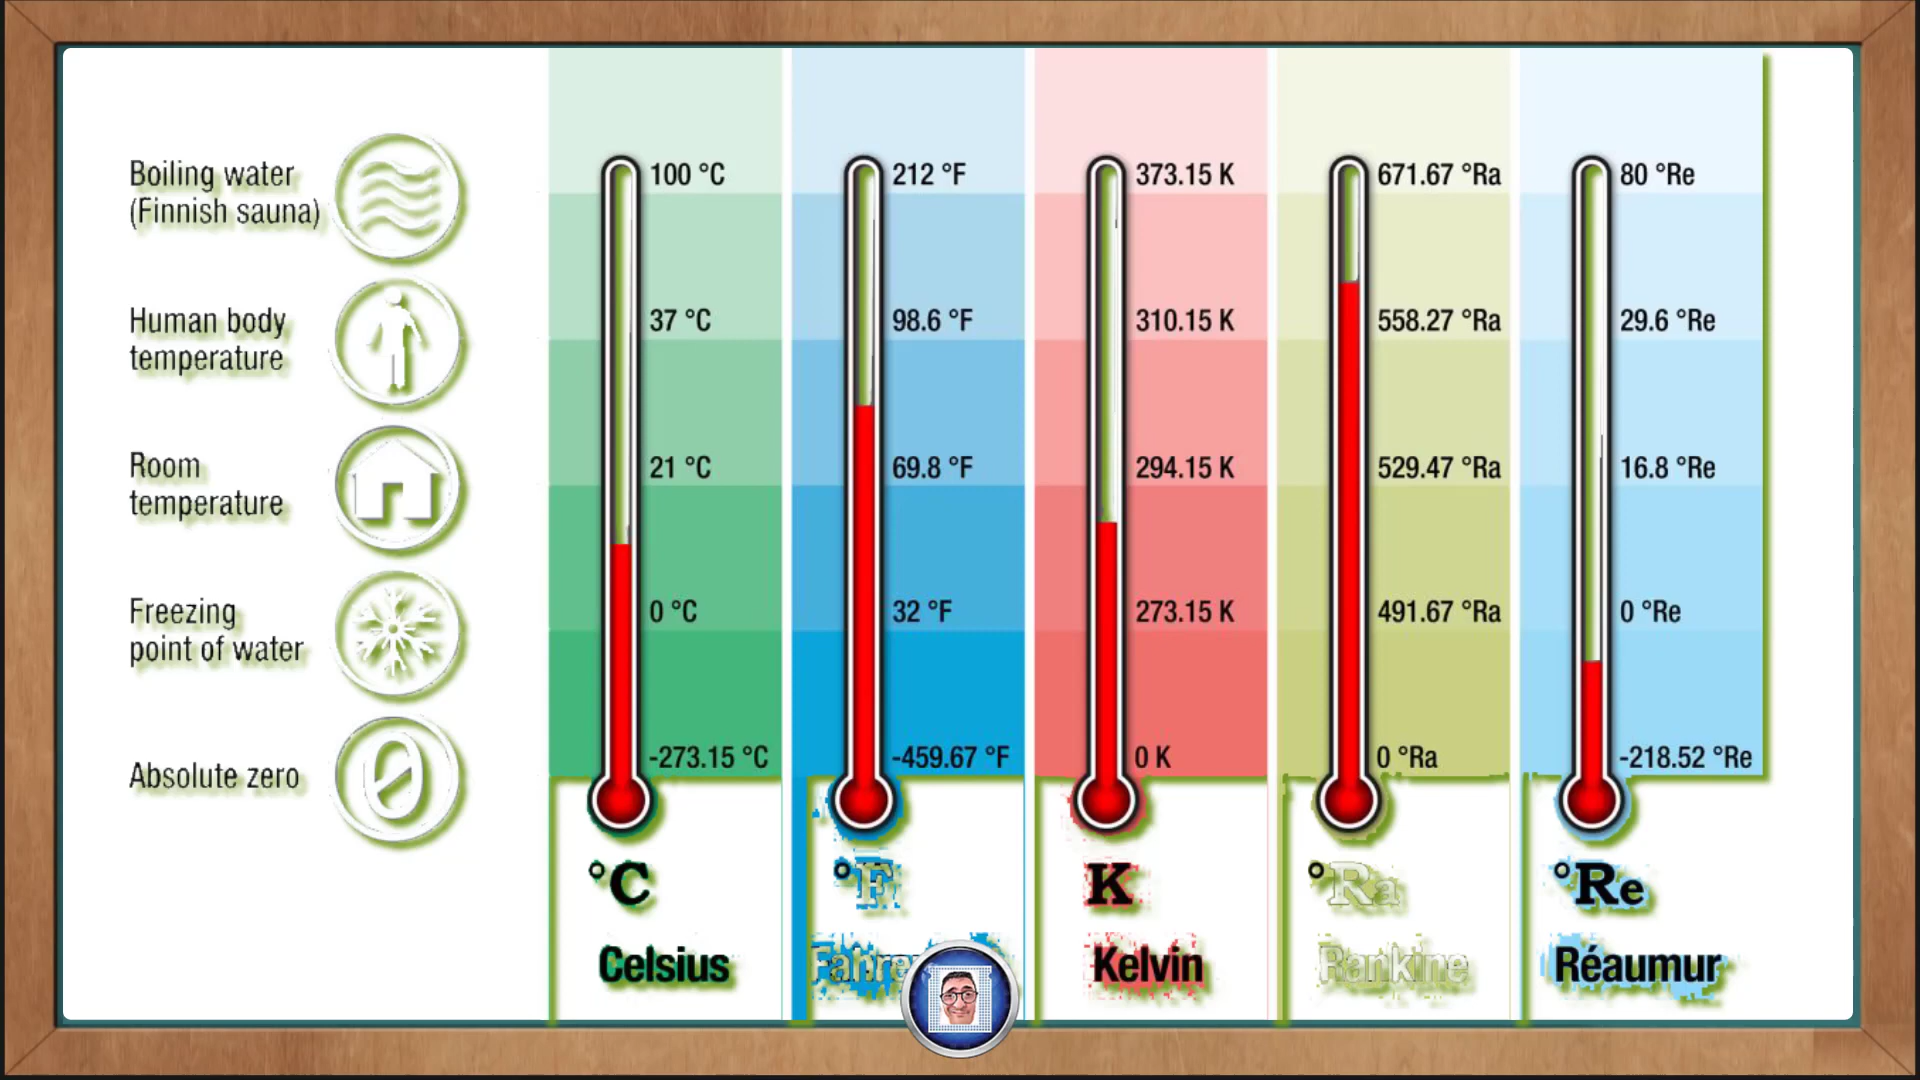 Boiling water
(Finnish sauna)
100 °C
212 °F
373.15 K
671.67 °Ra
80 °Re
Human body
temperature
37 °C
98.6 °F
310.15 K
558.27 °Ra
29.6 °Re
Room
temperature
21 °C
69.8 °F
294.15 K
529.47 °Ra
16.8 °Re
Freezing
point of water
0 °C
32 °F
273.15 K
491.67 °Ra
0 °Re
Absolute zero
0
-273.15 °C
-459.67 °F
0 K
0 °Ra
-218.52 °Re
°C
°F
K
°Ra
°Re
Celsius
Kelvin
Rankine
Réaumur